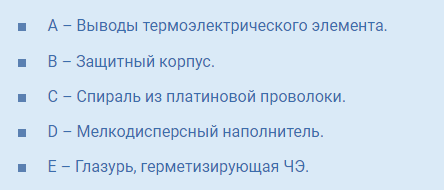 А – Выводы термоэлектрического элемента.
В – Защитный корпус.
С – Спираль из платиновой проволоки.
D – Мелкодисперсный наполнитель.
Е – Глазурь, герметизирующая ЧЭ.